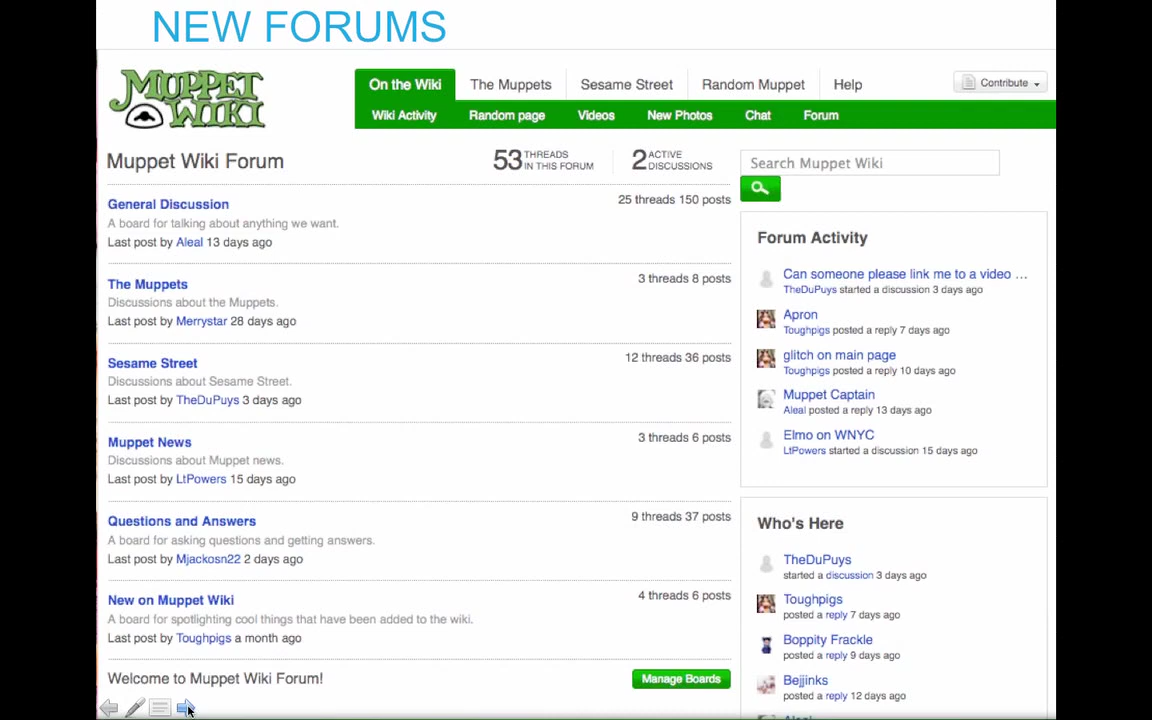 NEW FORUMS
MUPPET WIKI
On the Wiki The Muppets Sesame Street Random Muppet Help Contribute
Wiki Activity Random page Videos New Photos Chat Forum
Muppet Wiki Forum
53 THREADS IN THIS FORUM
2 ACTIVE DISCUSSIONS
Search Muppet Wiki
General Discussion
25 threads 150 posts
A board for talking about anything we want.
Last post by Aleal 13 days ago
The Muppets
3 threads 8 posts
Discussions about the Muppets.
Last post by Merrystar 28 days ago
Sesame Street
12 threads 36 posts
Discussions about Sesame Street.
Last post by TheDuPuys 3 days ago
Muppet News
3 threads 6 posts
Discussions about Muppet news.
Last post by LtPowers 15 days ago
Questions and Answers
9 threads 37 posts
A board for asking questions and getting answers.
Last post by Mjackosn22 2 days ago
New on Muppet Wiki
4 threads 6 posts
A board for spotlighting cool things that have been added to the wiki.
Last post by Toughpigs a month ago
Welcome to Muppet Wiki Forum!
Manage Boards
Forum Activity
Can someone please link me to a video ...
TheDuPuys started a discussion 3 days ago
Apron
Toughpigs posted a reply 7 days ago
glitch on main page
Toughpigs posted a reply 10 days ago
Muppet Captain
Aleal posted a reply 13 days ago
Elmo on WNYC
LtPowers started a discussion 15 days ago
Who's Here
TheDuPuys
started a discussion 3 days ago
Toughpigs
posted a reply 7 days ago
Boppity Frackle
posted a reply 9 days ago
Bejjinks
posted a reply 12 days ago